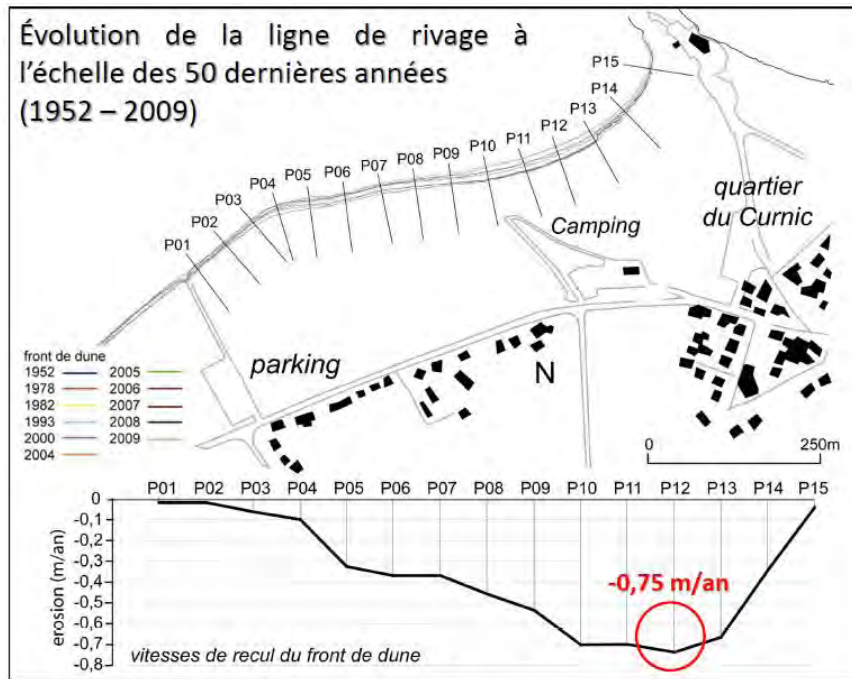 Évolution de la ligne de rivage à
l'échelle des 50 dernières années
(1952 – 2009)
P15
P14
P13
P12
P11
P10
P09
P08
P07
P06
P05
P04
P03
P02
P01
quartier
du Curnic
Camping
parking
N
front de dune
1952 2005
1978 2006
1982 2007
1993 2008
2000 2009
2004
0 250m
P01 P02 P03 P04 P05 P06 P07 P08 P09 P10 P11 P12 P13 P14 P15
0
-0,1
-0,2
-0,3
-0,4
-0,5
-0,6
-0,7
-0,8
erosion (m/an)
-0,75 m/an
vitesses de recul du front de dune